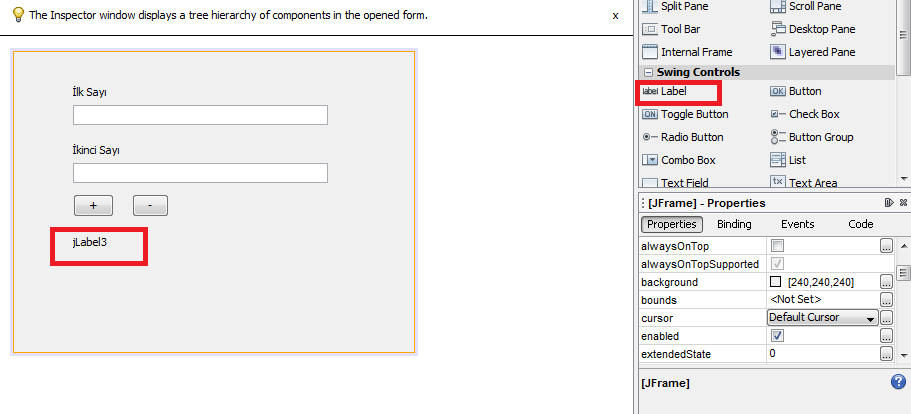 The Inspector window displays a tree hierarchy of components in the opened form. x
İlk Sayı
İkinci Sayı
+ -
jLabel3
Split Pane Scroll Pane
Tool Bar Desktop Pane
Internal Frame Layered Pane
Swing Controls
label Label OK Button
ON Toggle Button Check Box
Radio Button Button Group
Combo Box List
Text Field tx Text Area
[JFrame] - Properties
Properties Binding Events Code
alwaysOnTop ...
alwaysOnTopSupported
background [240,240,240] ...
bounds <Not Set> ...
cursor Default Cursor ...
enabled ...
extendedState 0 ...
[JFrame] ?